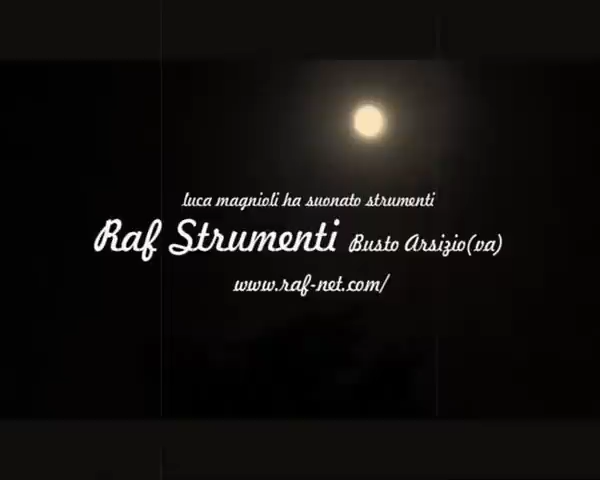 luca magnioli ha suonato strumenti
Raf Strumenti Busto Arsizio(va)
www.raf-net.com/